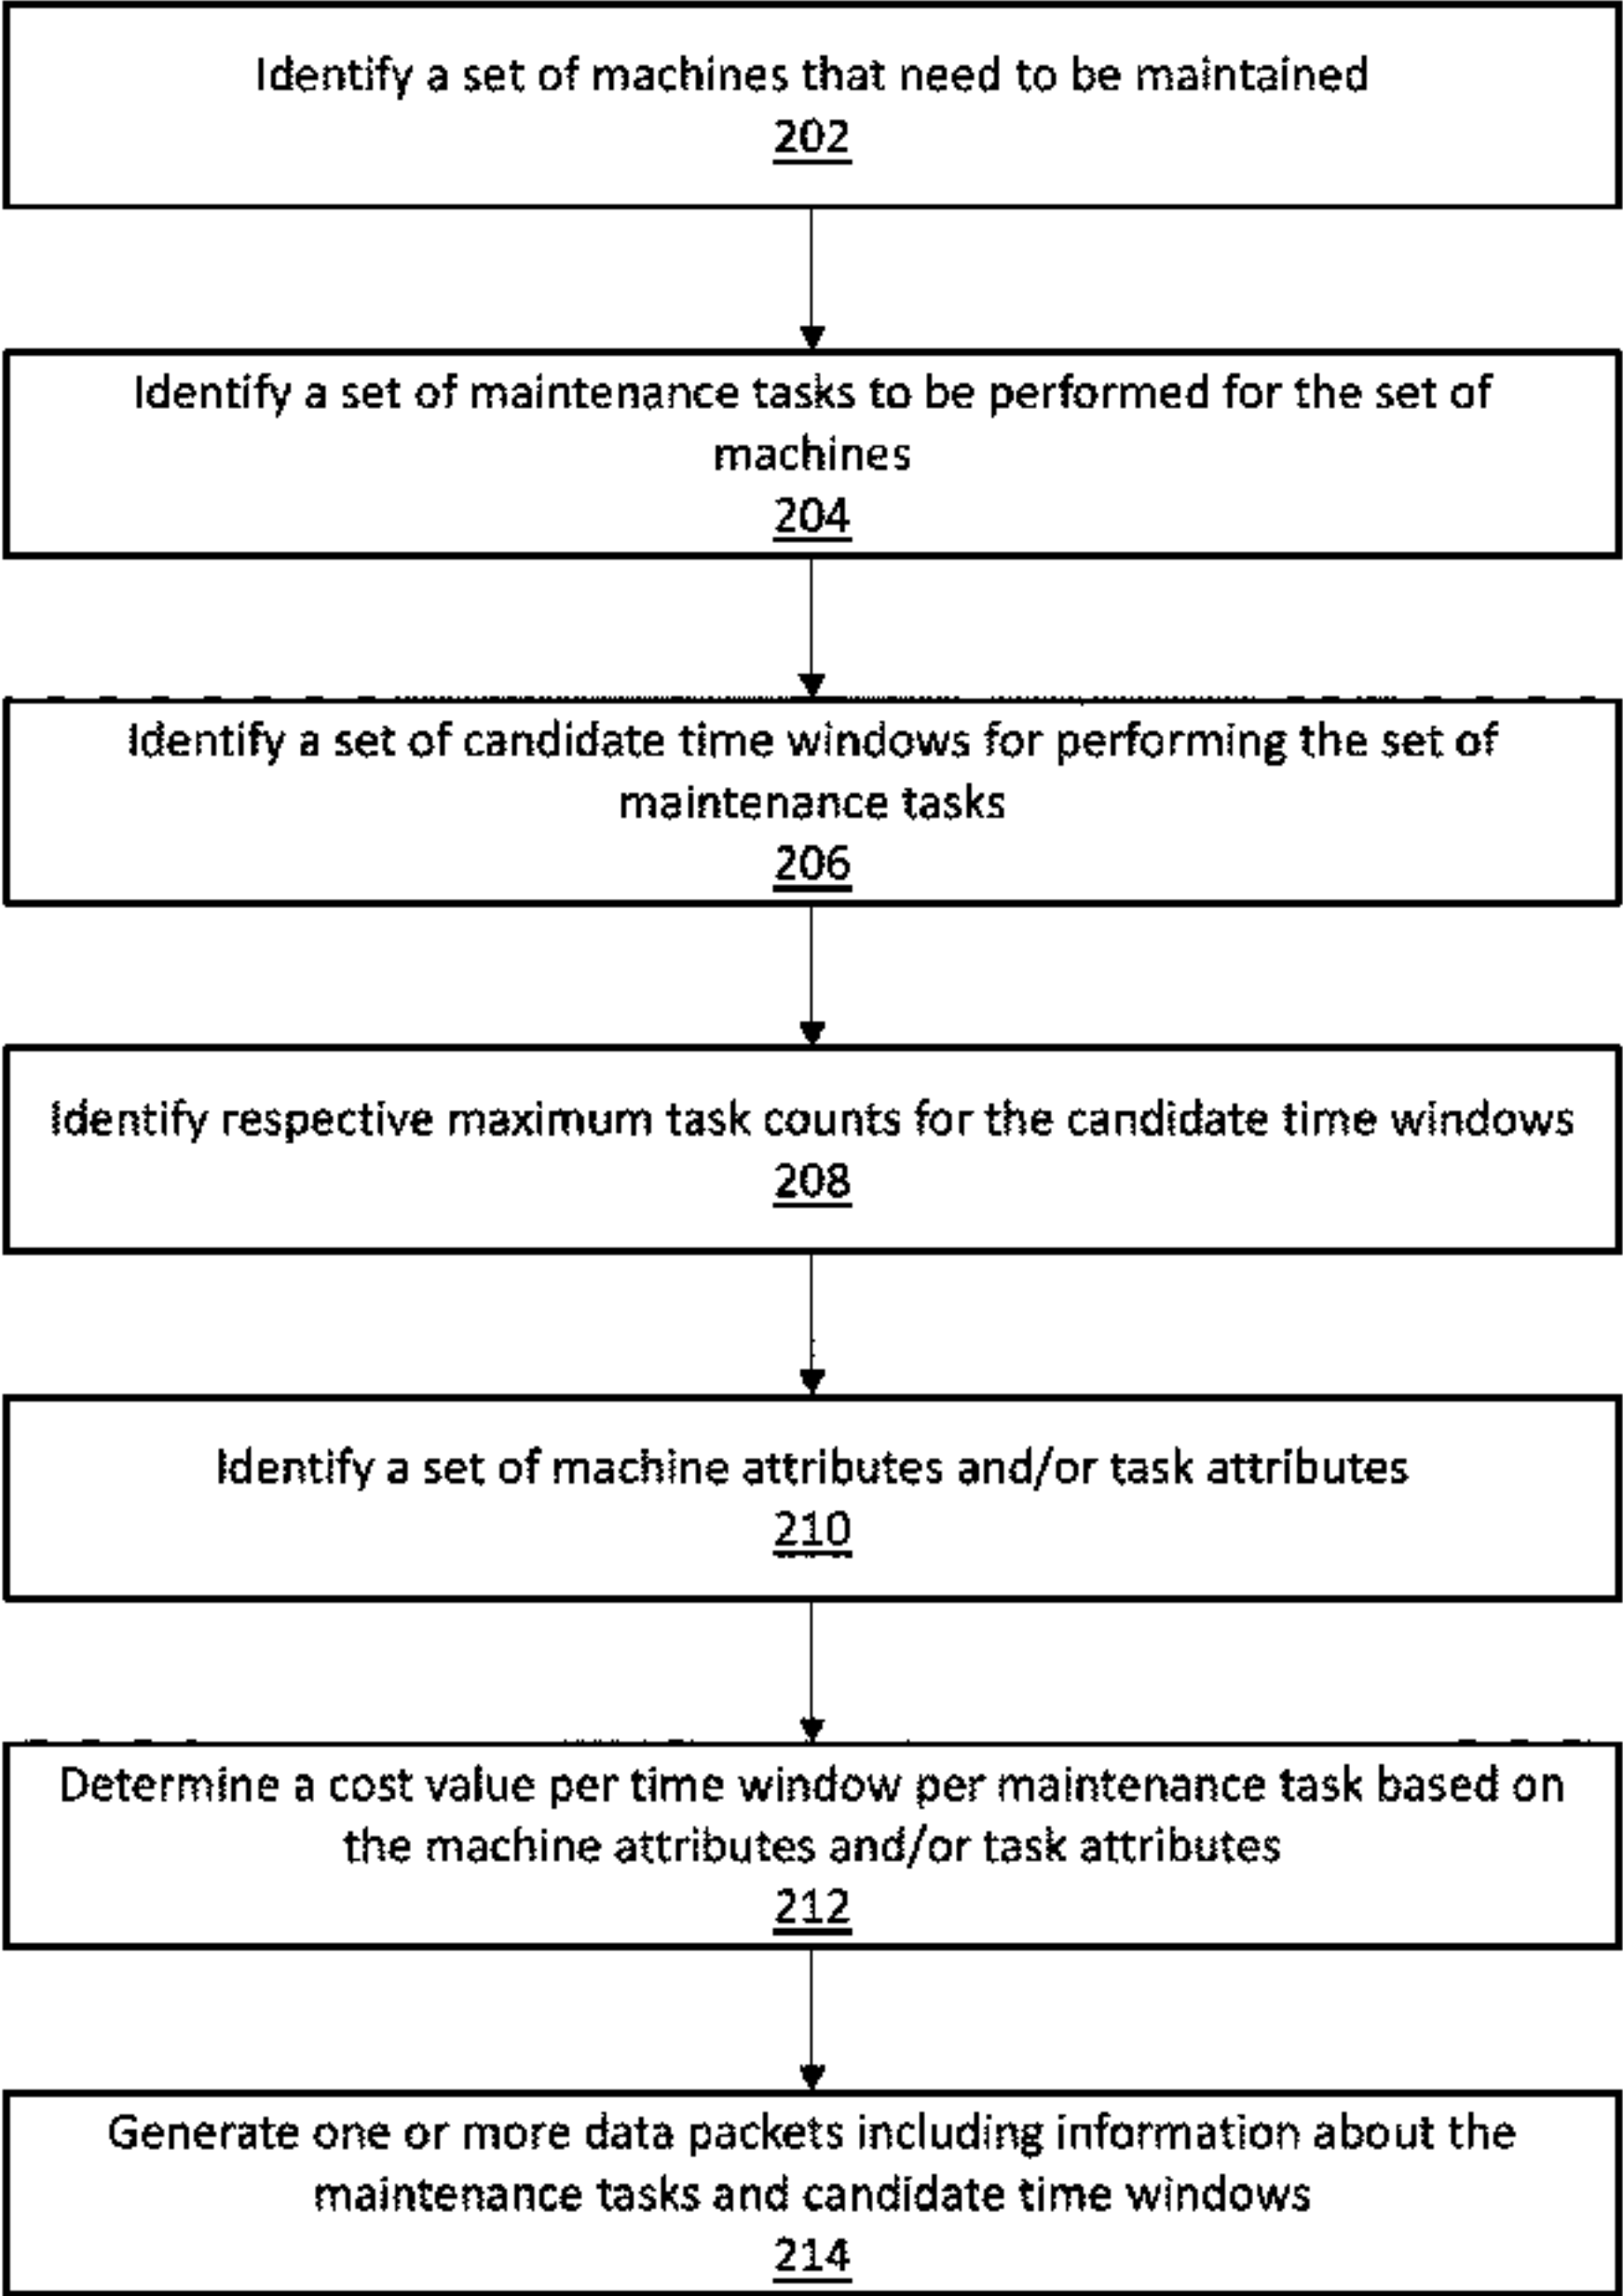 Identify a set of machines that need to be maintained
202
Identify a set of maintenance tasks to be performed for the set of
machines
204
Identify a set of candidate time windows for performing the set of
maintenance tasks
206
Identify respective maximum task counts for the candidate time windows
208
Identify a set of machine attributes and/or task attributes
210
Determine a cost value per time window per maintenance task based on
the machine attributes and/or task attributes
212
Generate one or more data packets including information about the
maintenance tasks and candidate time windows
214